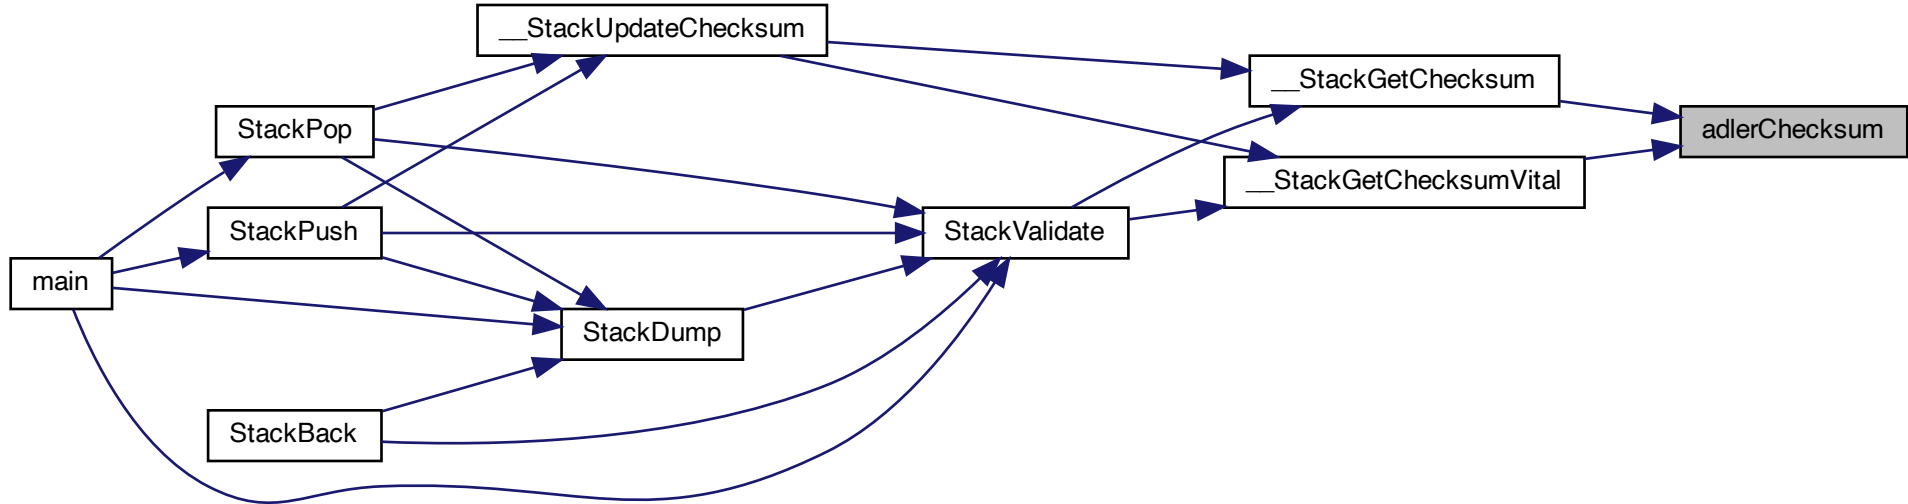 __StackUpdateChecksum
__StackGetChecksum
StackPop
adlerChecksum
__StackGetChecksumVital
StackPush
StackValidate
main
StackDump
StackBack